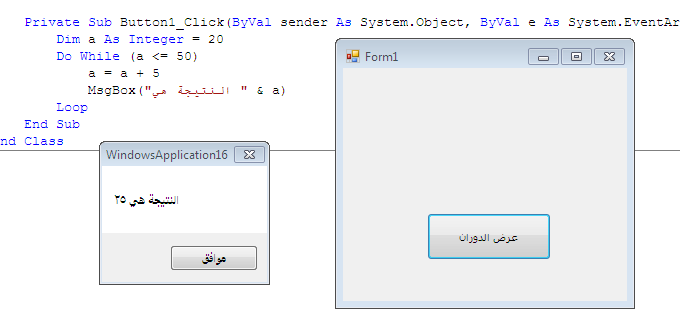 Private Sub Button1_Click(ByVal sender As System.Object, ByVal e As System.EventAr
Dim a As Integer = 20
Do While (a <= 50)
a = a + 5
MsgBox("النتيجة هي " & a)
Loop
End Sub
nd Class
Form1
WindowsApplication16
النتيجة هي ٢٥
موافق
عرض الدوران